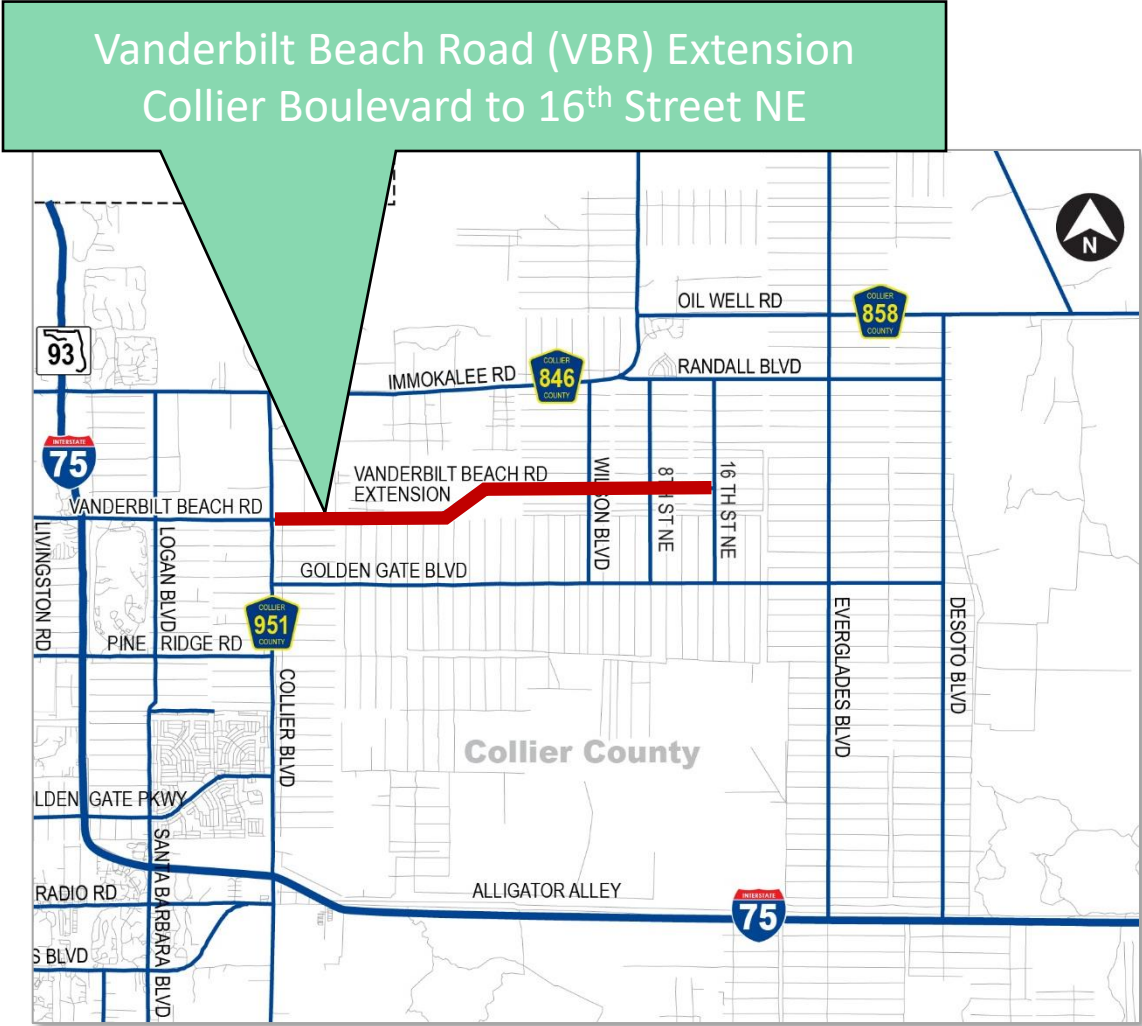 Vanderbilt Beach Road (VBR) Extension
Collier Boulevard to 16th Street NE
N
OIL WELL RD
COLLIER
858
COUNTY
93
IMMOKALEE RD
COLLIER
846
COUNTY
RANDALL BLVD
INTERSTATE
75
VANDERBILT BEACH RD
EXTENSION
VANDERBILT BEACH RD
WILSON BLVD
8TH ST NE
16 TH ST NE
LIVINGSTON RD
LOGAN BLVD
GOLDEN GATE BLVD
COLLIER
951
COUNTY
PINE RIDGE RD
EVERGLADES BLVD
DESOTO BLVD
COLLIER BLVD
Collier County
LDEN GATE PKWY
SANTA BARBARA BLVD
RADIO RD
ALLIGATOR ALLEY
INTERSTATE
75
S BLVD